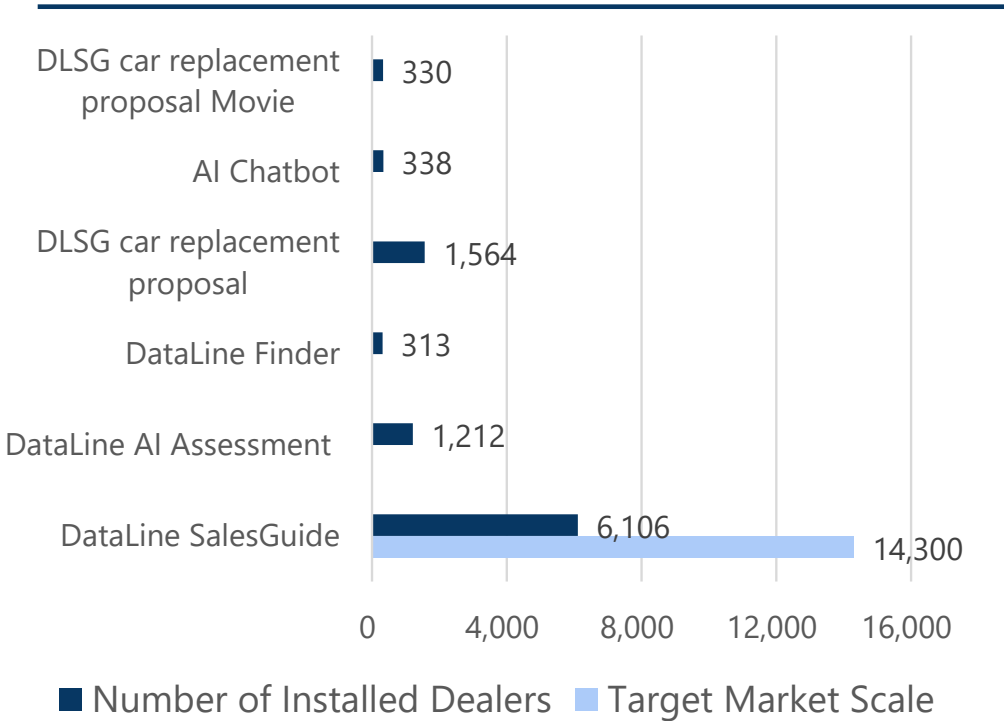 DLSG car replacement
proposal Movie
330
AI Chatbot
338
DLSG car replacement
proposal
1,564
DataLine Finder
313
DataLine AI Assessment
1,212
DataLine SalesGuide
6,106
14,300
0 4,000 8,000 12,000 16,000
Number of Installed Dealers Target Market Scale